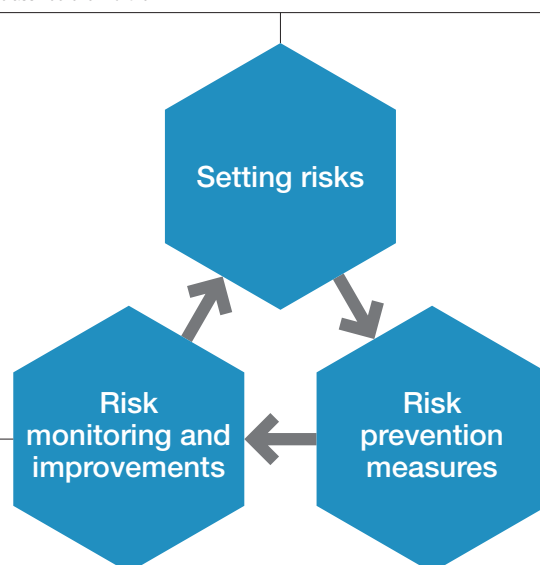 Setting risks
Risk
monitoring and
improvements
Risk
prevention
measures